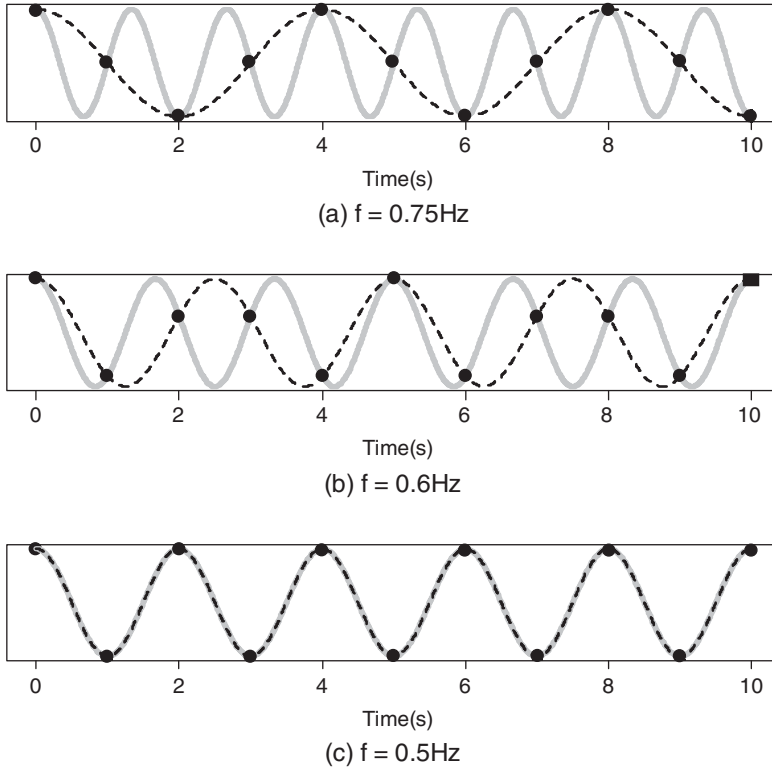 0 2 4 6 8 10
Time(s)
(a) f = 0.75Hz
0 2 4 6 8 10
Time(s)
(b) f = 0.6Hz
0 2 4 6 8 10
Time(s)
(c) f = 0.5Hz